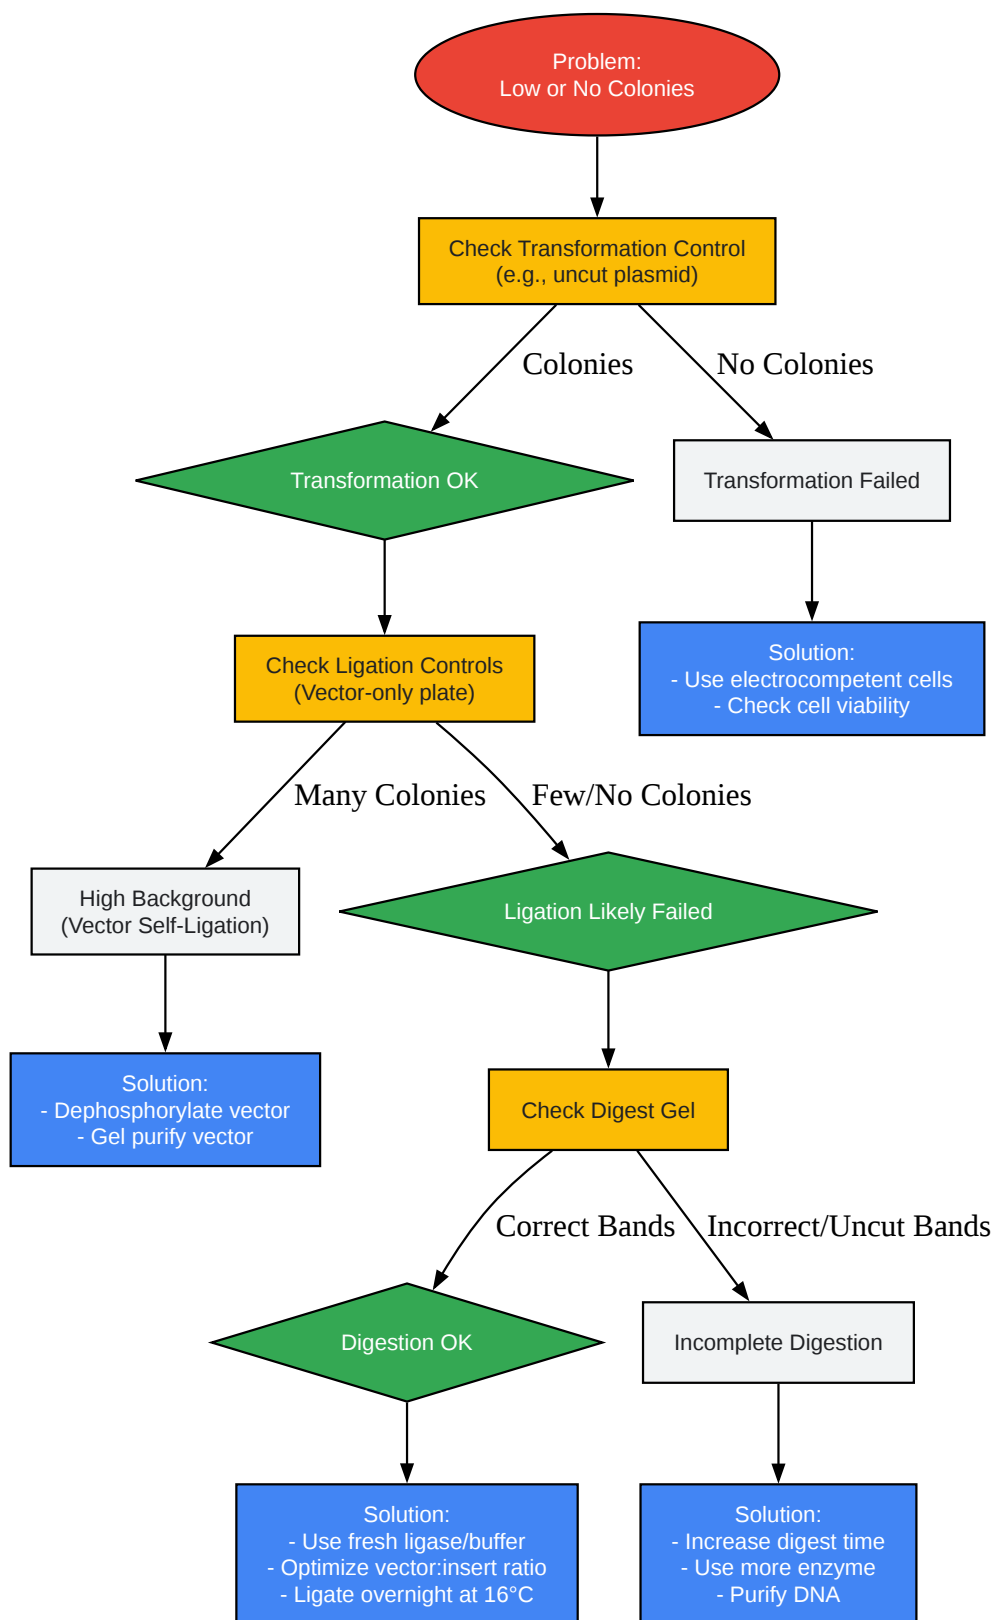 Problem:
Low or No Colonies
Check Transformation Control
(e.g., uncut plasmid)
Colonies
No Colonies
Transformation OK
Transformation Failed
Solution:
- Use electrocompetent cells
- Check cell viability
Check Ligation Controls
(Vector-only plate)
Many Colonies
Few/No Colonies
High Background
(Vector Self-Ligation)
Ligation Likely Failed
Solution:
- Dephosphorylate vector
- Gel purify vector
Check Digest Gel
Correct Bands
Incorrect/Uncut Bands
Digestion OK
Incomplete Digestion
Solution:
- Use fresh ligase/buffer
- Optimize vector:insert ratio
- Ligate overnight at 16°C
Solution:
- Increase digest time
- Use more enzyme
- Purify DNA